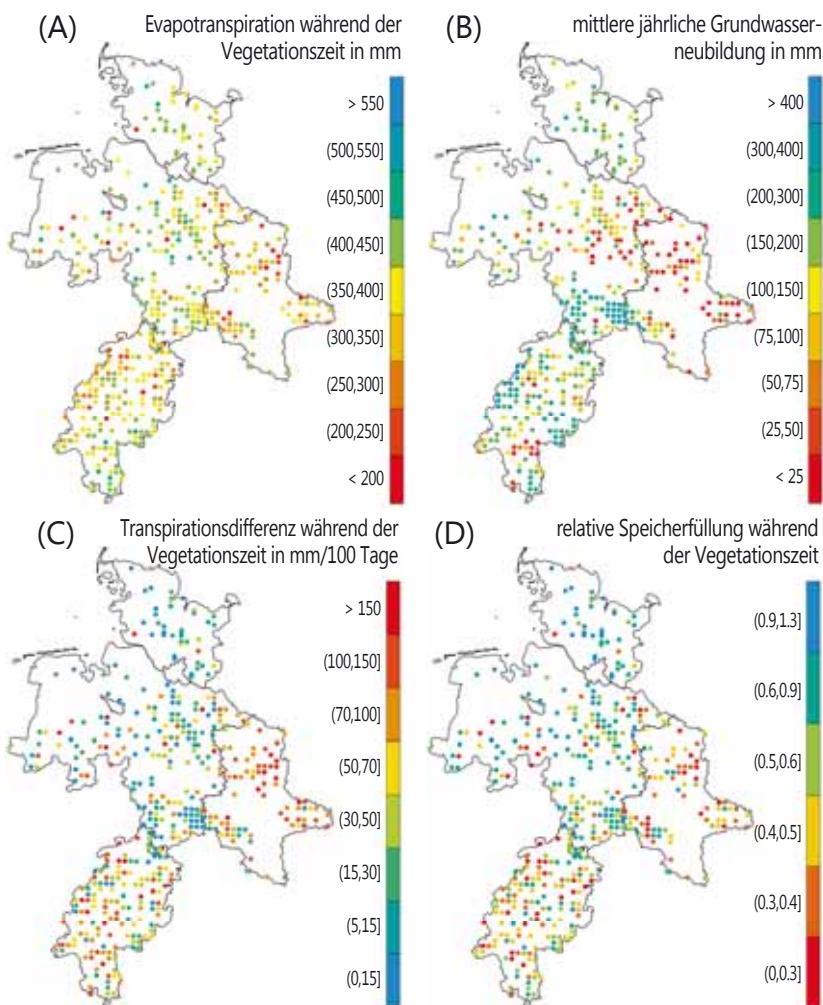 (A)
Evapotranspiration während der
Vegetationszeit in mm
> 550
(500,550]
(450,500]
(400,450]
(350,400]
(300,350]
(250,300]
(200,250]
< 200
(B)
mittlere jährliche Grundwasser-
neubildung in mm
> 400
(300,400]
(200,300]
(150,200]
(100,150]
(75,100]
(50,75]
(25,50]
< 25
(C)
Transpirationsdifferenz während der
Vegetationszeit in mm/100 Tage
> 150
(100,150]
(70,100]
(50,70]
(30,50]
(15,30]
(5,15]
(0,15]
(D)
relative Speicherfüllung während
der Vegetationszeit
(0.9,1.3]
(0.6,0.9]
(0.5,0.6]
(0.4,0.5]
(0.3,0.4]
(0,0.3]